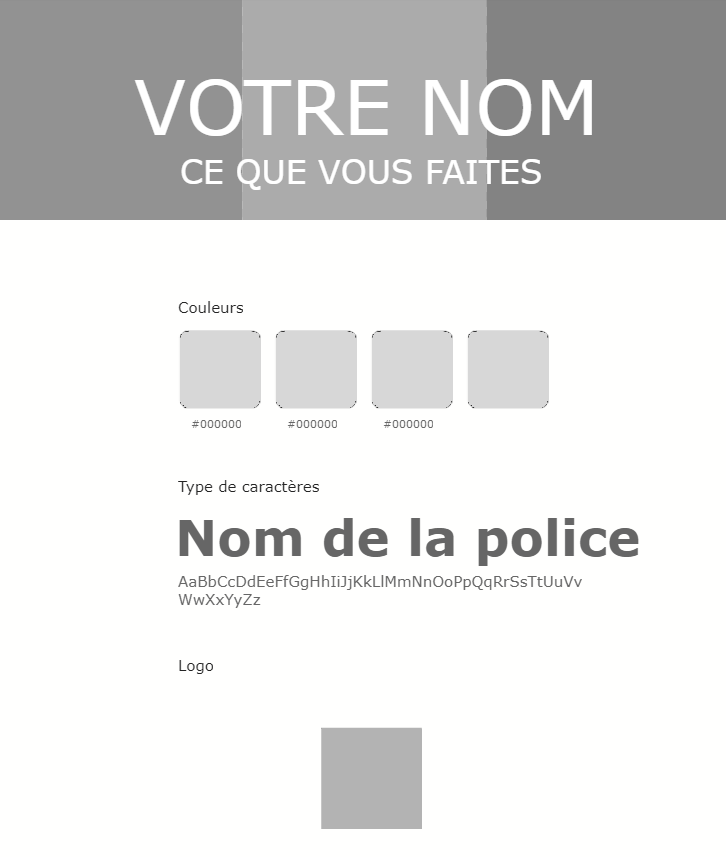 VOTRE NOM
CE QUE VOUS FAITES
Couleurs
#000000 #000000 #000000
Type de caractères
Nom de la police
AaBbCcDdEeFfGgHhIiJjKkLlMmNnOoPpQqRrSsTtUuVv
WwXxYyZz
Logo